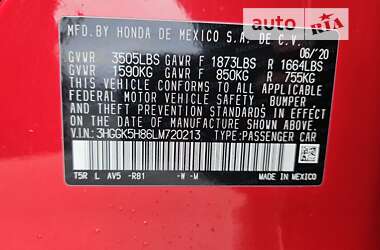 auto RIA
MFD. BY HONDA DE MEXICO S.A. DE C.V.
06/'20
GVWR 3505LBS GAWR F 1873LBS R 1664LBS
GVWR 1590KG GAWR F 850KG R 755KG
THIS VEHICLE CONFORMS TO ALL APPLICABLE
FEDERAL MOTOR VEHICLE SAFETY, BUMPER,
AND THEFT PREVENTION STANDARDS IN EFFECT
ON THE DATE OF MANUFACTURE SHOWN ABOVE.
V.I.N.: 3HGGK5H86LM720213 TYPE: PASSENGER CAR
T5R L AV5 -R81 -W -M MADE IN MEXICO